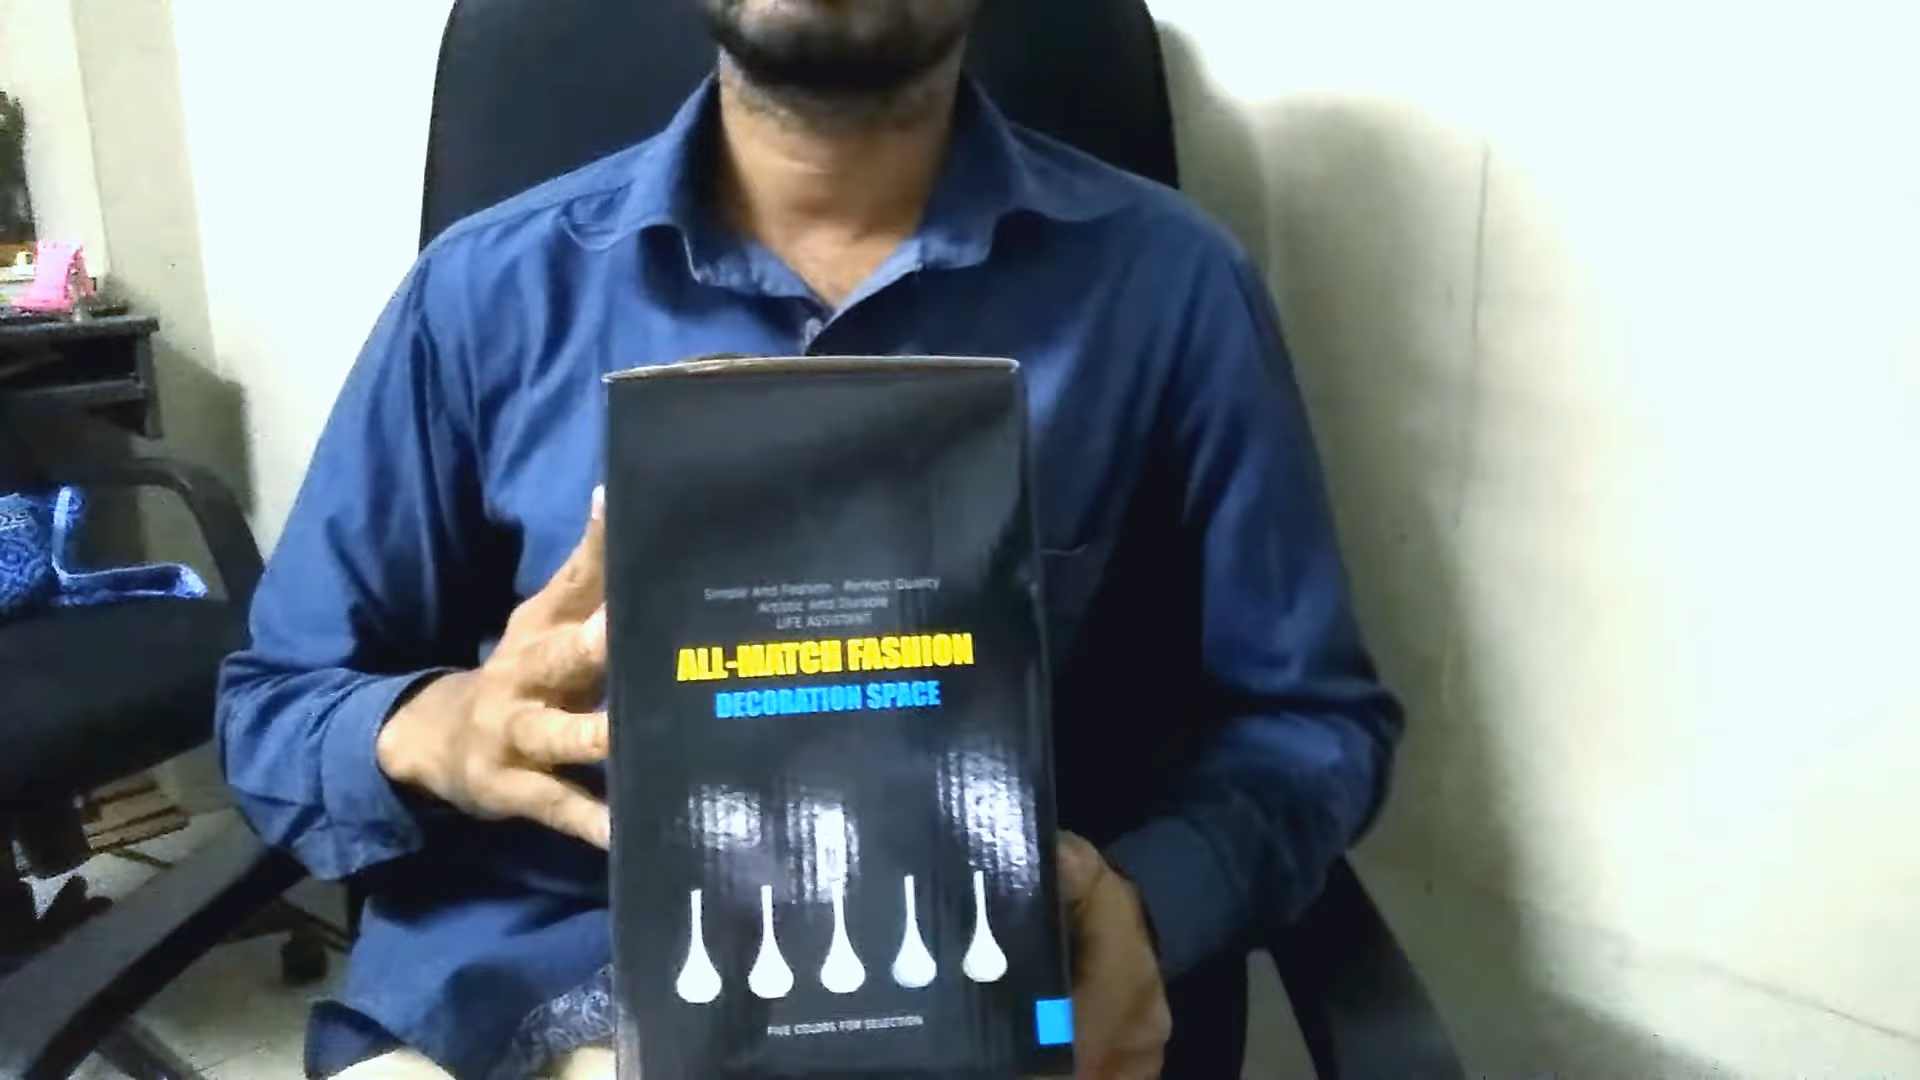 Simple And Fashion Perfect Quality
Artistic And Durable
LIFE ASSISTANT
ALL-MATCH FASHION
DECORATION SPACE
FIVE COLORS FOR SELECTION